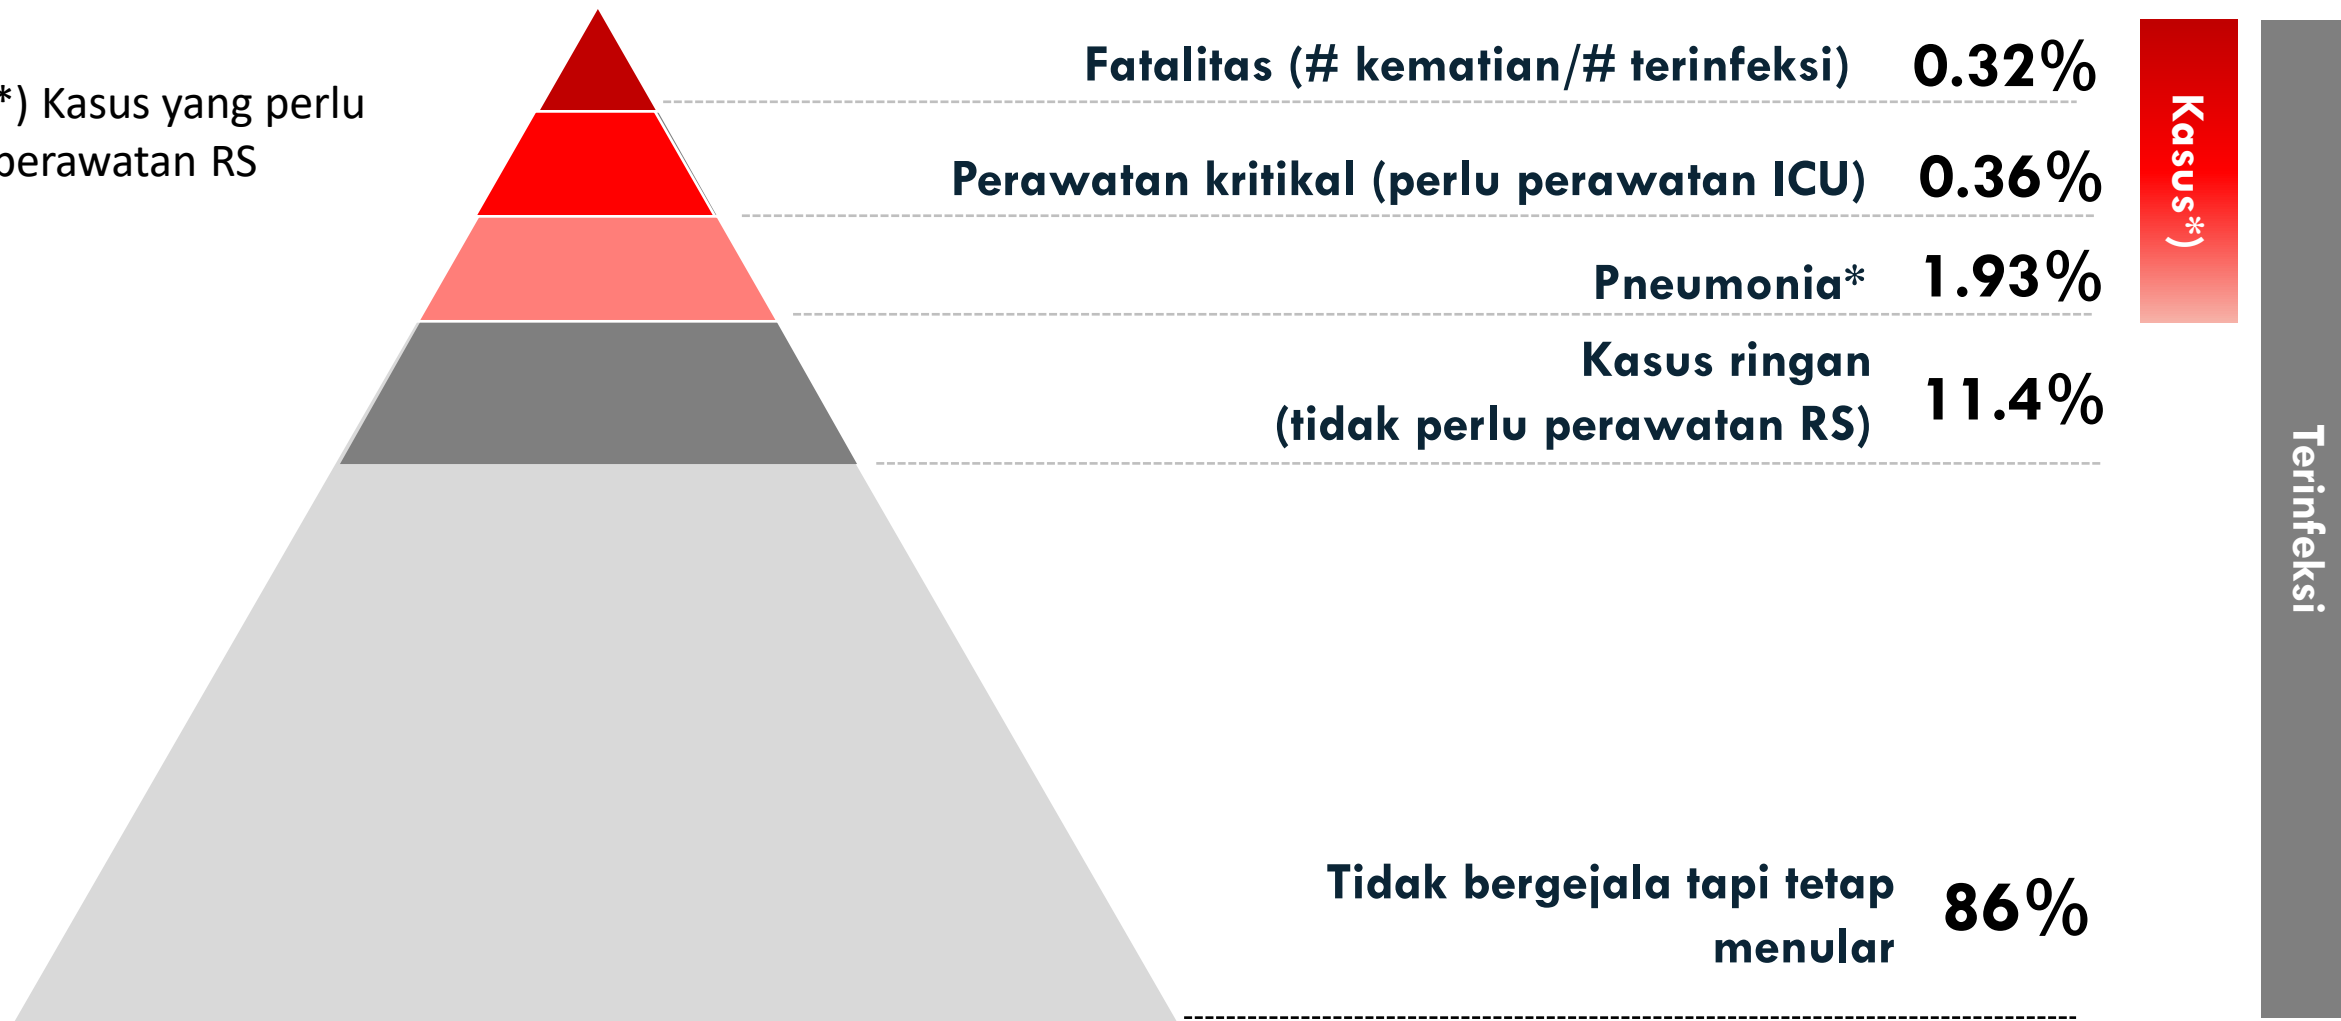 *) Kasus yang perlu
perawatan RS
Fatalitas (# kematian/# terinfeksi) 0.32%
Perawatan kritikal (perlu perawatan ICU) 0.36%
Pneumonia* 1.93%
Kasus ringan
(tidak perlu perawatan RS) 11.4%
Tidak bergejala tapi tetap
menular 86%
Kasus*)
Terinfeksi